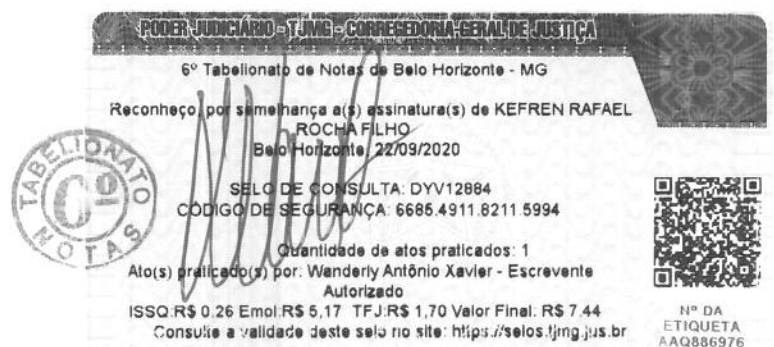 PODER JUDICIÁRIO - TJMG - CORREGEDORIA-GERAL DE JUSTIÇA
6º Tabelionato de Notas de Belo Horizonte - MG
Reconheço, por semelhança a(s) assinatura(s) de KEFREN RAFAEL
ROCHA FILHO
Belo Horizonte, 22/09/2020
SELO DE CONSULTA: DYV12884
CÓDIGO DE SEGURANÇA: 6685.4911.8211.5994
Quantidade de atos praticados: 1
Ato(s) praticado(s) por: Wanderly Antônio Xavier - Escrevente
Autorizado
ISSQ:R$ 0,26 Emol:R$ 5,17 TFJ:R$ 1,70 Valor Final: R$ 7,44
Consulte a validade deste selo no site: https://selos.tjmg.jus.br
TABELIONATO
6º
NOTAS
Nº DA
ETIQUETA
AAQ886976